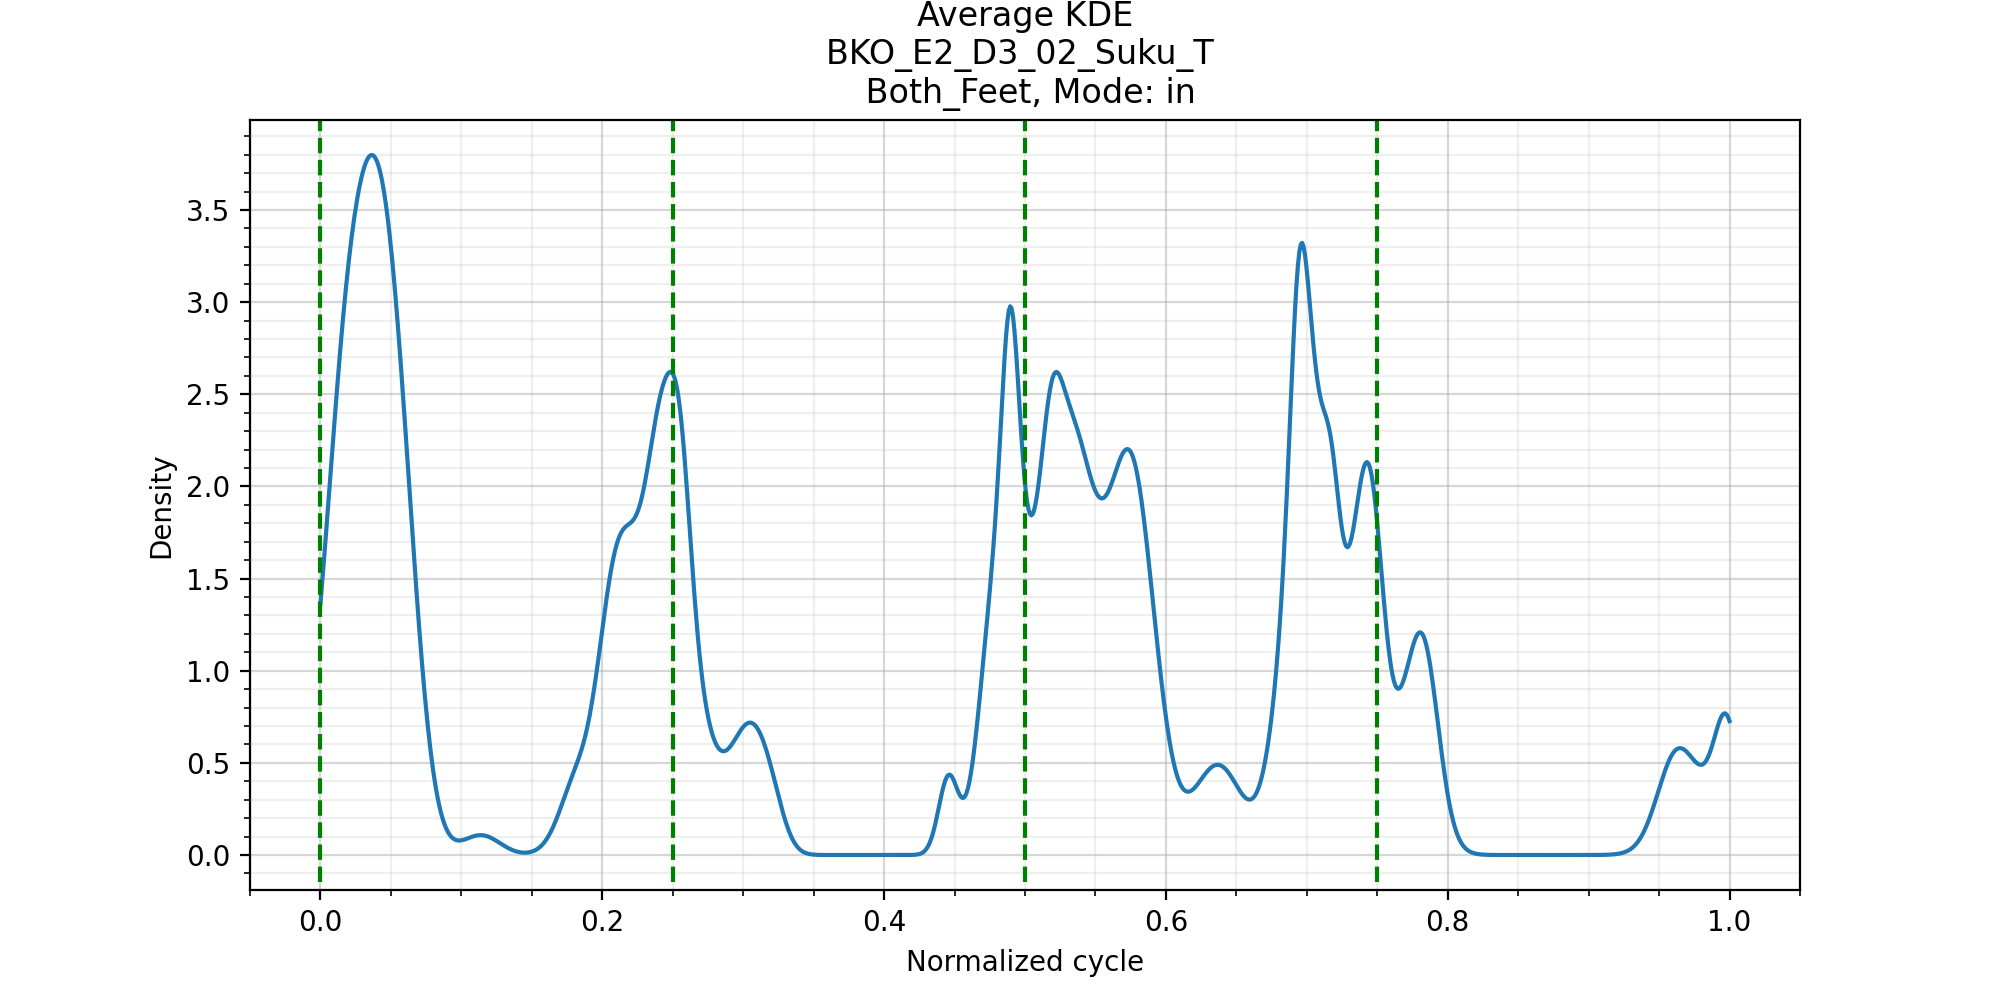 Average KDE
BKO_E2_D3_02_Suku_T
Both_Feet, Mode: in
3.5
3.0
2.5
2.0
1.5
1.0
0.5
0.0
Density
0.0 0.2 0.4 0.6 0.8 1.0
Normalized cycle